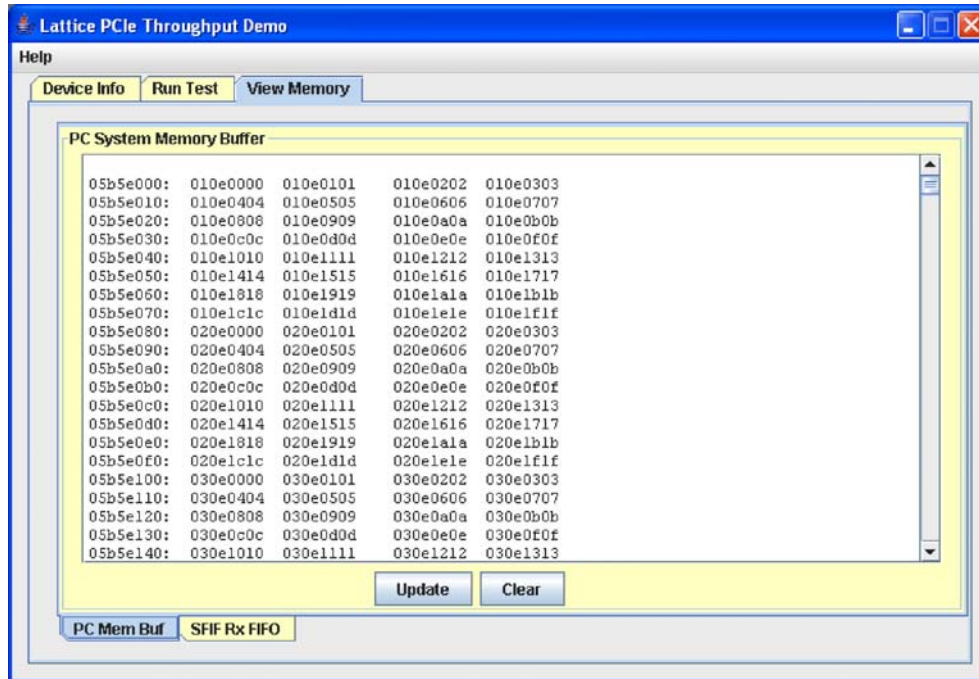 Lattice PCIe Throughput Demo
Help
Device Info Run Test View Memory
PC System Memory Buffer
05b5e000: 010e0000 010e0101 010e0202 010e0303
05b5e010: 010e0404 010e0505 010e0606 010e0707
05b5e020: 010e0808 010e0909 010e0a0a 010e0b0b
05b5e030: 010e0c0c 010e0d0d 010e0e0e 010e0f0f
05b5e040: 010e1010 010e1111 010e1212 010e1313
05b5e050: 010e1414 010e1515 010e1616 010e1717
05b5e060: 010e1818 010e1919 010e1a1a 010e1b1b
05b5e070: 010e1c1c 010e1d1d 010e1e1e 010e1f1f
05b5e080: 020e0000 020e0101 020e0202 020e0303
05b5e090: 020e0404 020e0505 020e0606 020e0707
05b5e0a0: 020e0808 020e0909 020e0a0a 020e0b0b
05b5e0b0: 020e0c0c 020e0d0d 020e0e0e 020e0f0f
05b5e0c0: 020e1010 020e1111 020e1212 020e1313
05b5e0d0: 020e1414 020e1515 020e1616 020e1717
05b5e0e0: 020e1818 020e1919 020e1a1a 020e1b1b
05b5e0f0: 020e1c1c 020e1d1d 020e1e1e 020e1f1f
05b5e100: 030e0000 030e0101 030e0202 030e0303
05b5e110: 030e0404 030e0505 030e0606 030e0707
05b5e120: 030e0808 030e0909 030e0a0a 030e0b0b
05b5e130: 030e0c0c 030e0d0d 030e0e0e 030e0f0f
05b5e140: 030e1010 030e1111 030e1212 030e1313
Update Clear
PC Mem Buf SFIF Rx FIFO